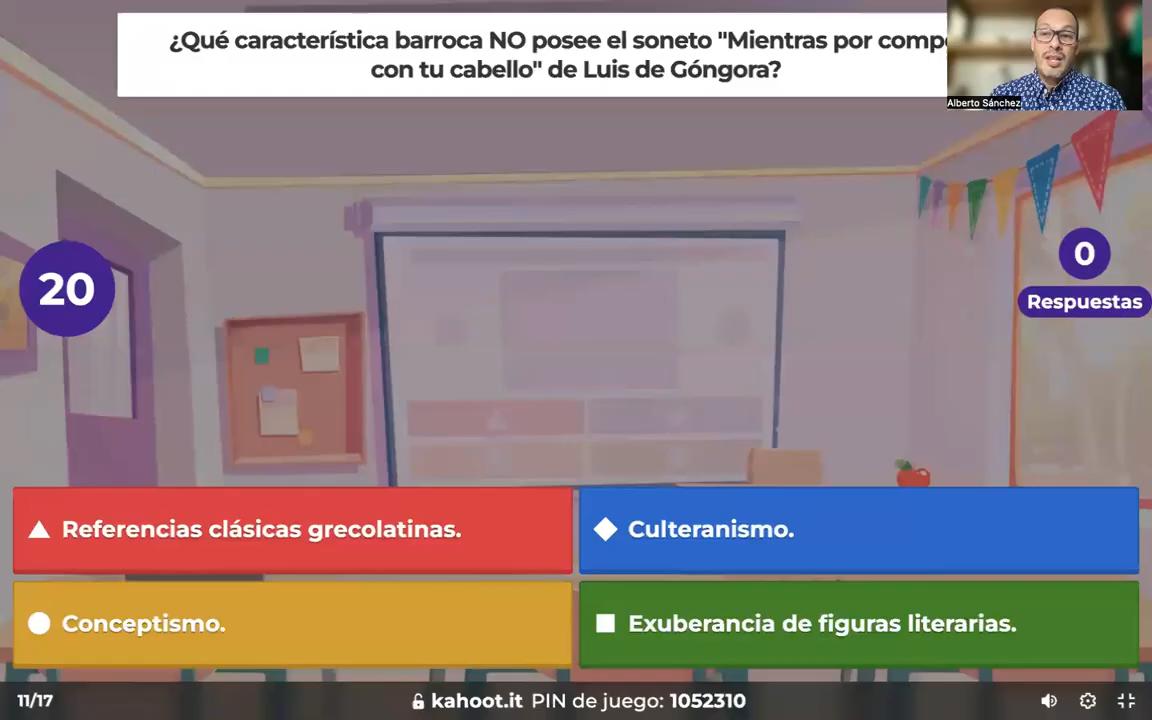 ¿Qué característica barroca NO posee el soneto "Mientras por
con tu cabello" de Luis de Góngora?
Alberto Sánchez
20
0
Respuestas
Referencias clásicas grecolatinas.
Culteranismo.
Conceptismo.
Exuberancia de figuras literarias.
11/17
kahoot.it PIN de juego: 1052310